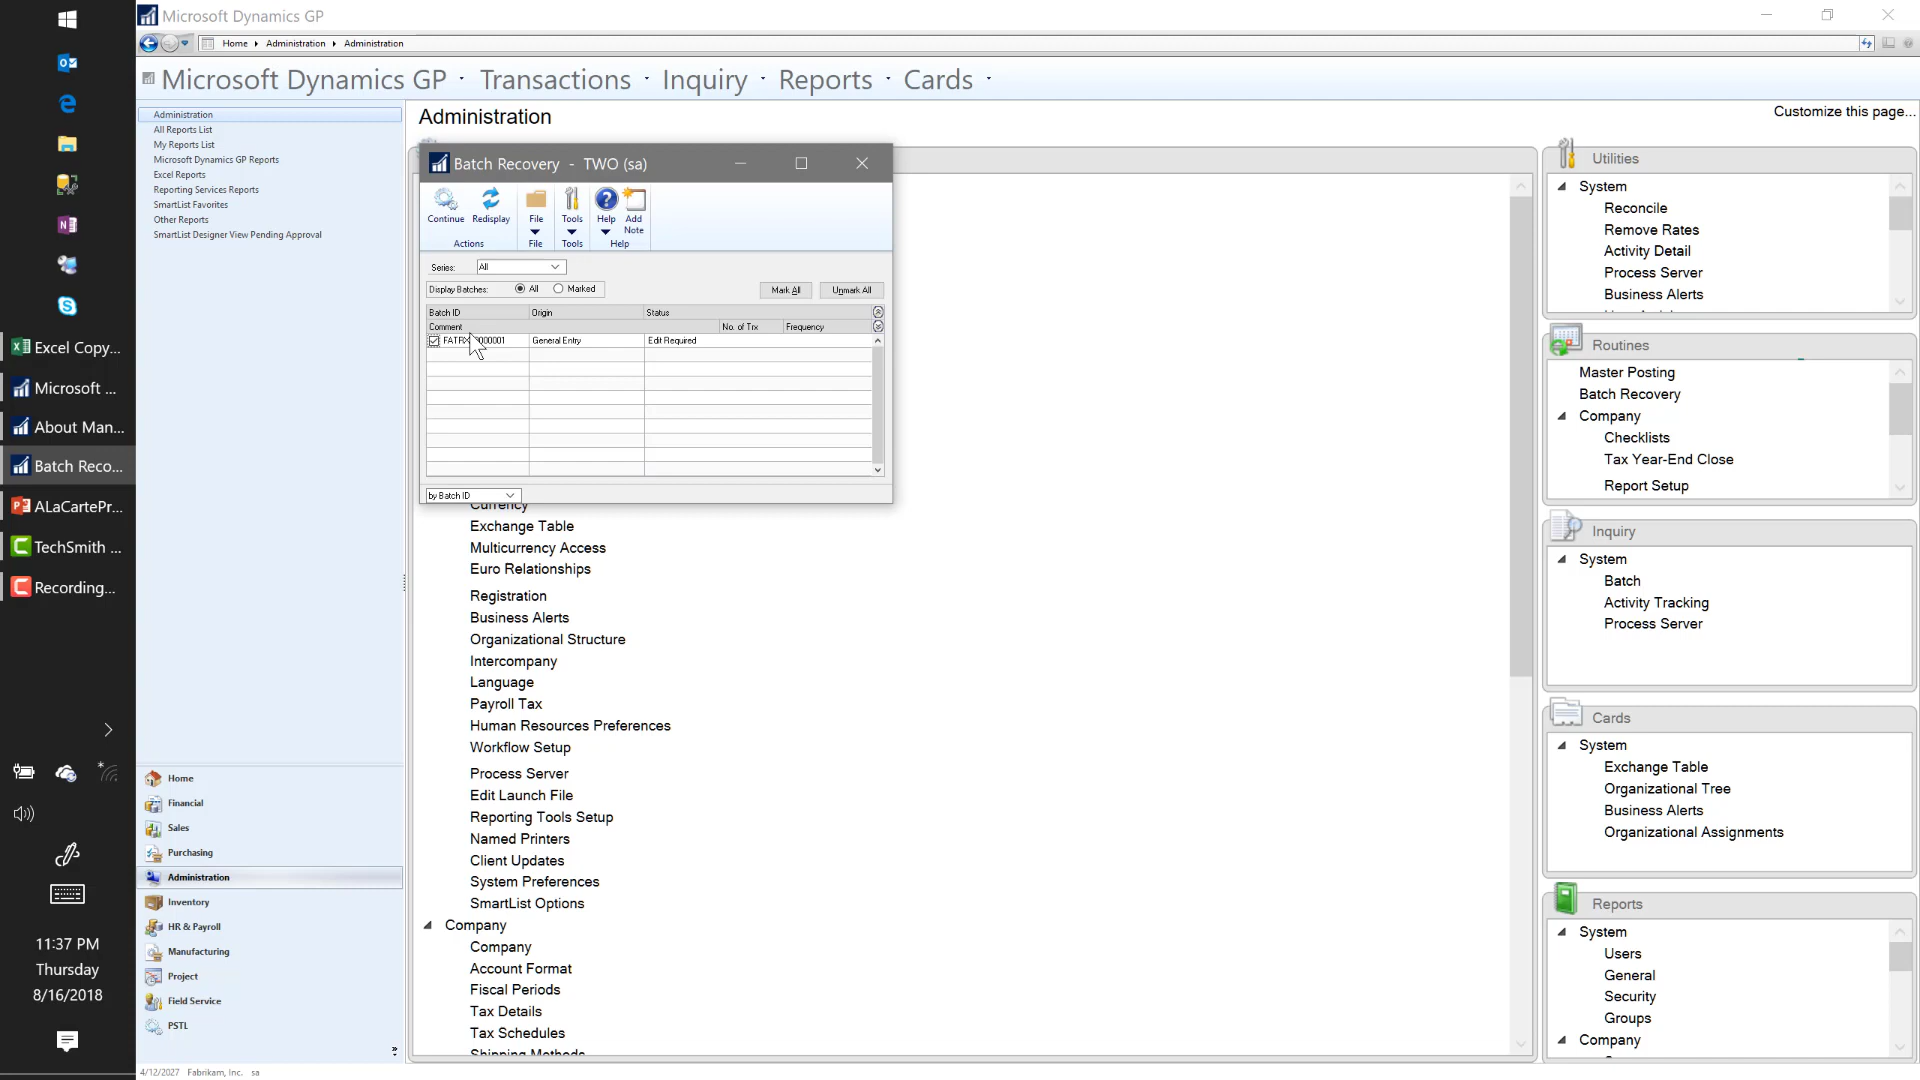 Microsoft Dynamics GP
Home Administration Administration
Microsoft Dynamics GP Transactions Inquiry Reports Cards
Administration
All Reports List
My Reports List
Microsoft Dynamics GP Reports
Excel Reports
Reporting Services Reports
SmartList Favorites
Other Reports
SmartList Designer View Pending Approval
Home
Financial
Sales
Purchasing
Administration
Inventory
HR & Payroll
Manufacturing
Project
Field Service
PSTL
4/12/2027 Fabrikam, Inc. sa
Excel Copy...
Microsoft ...
About Man...
Batch Reco...
ALaCartePr...
TechSmith ...
Recording...
11:37 PM
Thursday
8/16/2018
Administration
Customize this page...
Batch Recovery - TWO (sa)
Continue Redisplay File Tools Help Add Note
Actions File Tools Help
Series: All
Display Batches: All Marked Mark All Unmark All
Batch ID Origin Status
Comment No. of Trx Frequency
General Entry Edit Required
by Batch ID
Currency
Exchange Table
Multicurrency Access
Euro Relationships
Registration
Business Alerts
Organizational Structure
Intercompany
Language
Payroll Tax
Human Resources Preferences
Workflow Setup
Process Server
Edit Launch File
Reporting Tools Setup
Named Printers
Client Updates
System Preferences
SmartList Options
Company
Company
Account Format
Fiscal Periods
Tax Details
Tax Schedules
Shipping Methods
Utilities
System
Reconcile
Remove Rates
Activity Detail
Process Server
Business Alerts
Routines
Master Posting
Batch Recovery
Company
Checklists
Tax Year-End Close
Report Setup
Inquiry
System
Batch
Activity Tracking
Process Server
Cards
System
Exchange Table
Organizational Tree
Business Alerts
Organizational Assignments
Reports
System
Users
General
Security
Groups
Company